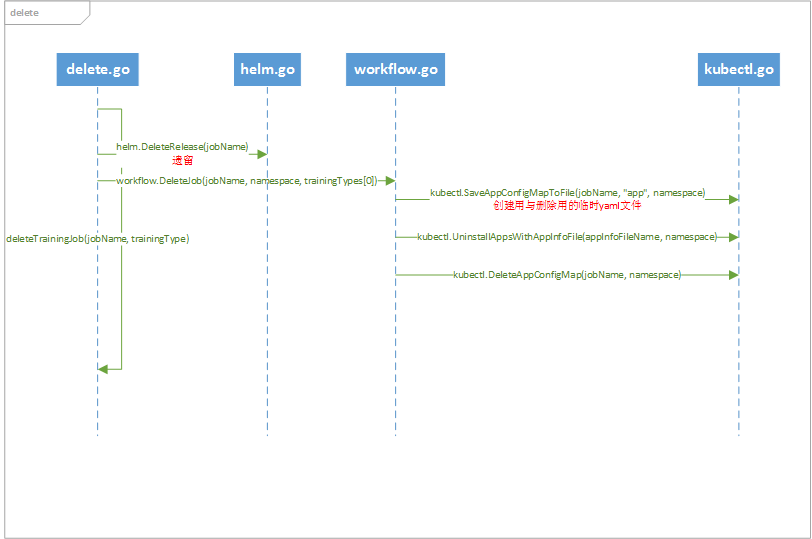 delete
delete.go
helm.go
workflow.go
kubectl.go
helm.DeleteRelease(jobName)
遗留
workflow.DeleteJob(jobName, namespace, trainingTypes[0])
kubectl.SaveAppConfigMapToFile(jobName, "app", namespace)
创建用与删除用的临时yaml文件
deleteTrainingJob(jobName, trainingType)
kubectl.UninstallAppsWithAppInfoFile(appInfoFileName, namespace)
kubectl.DeleteAppConfigMap(jobName, namespace)